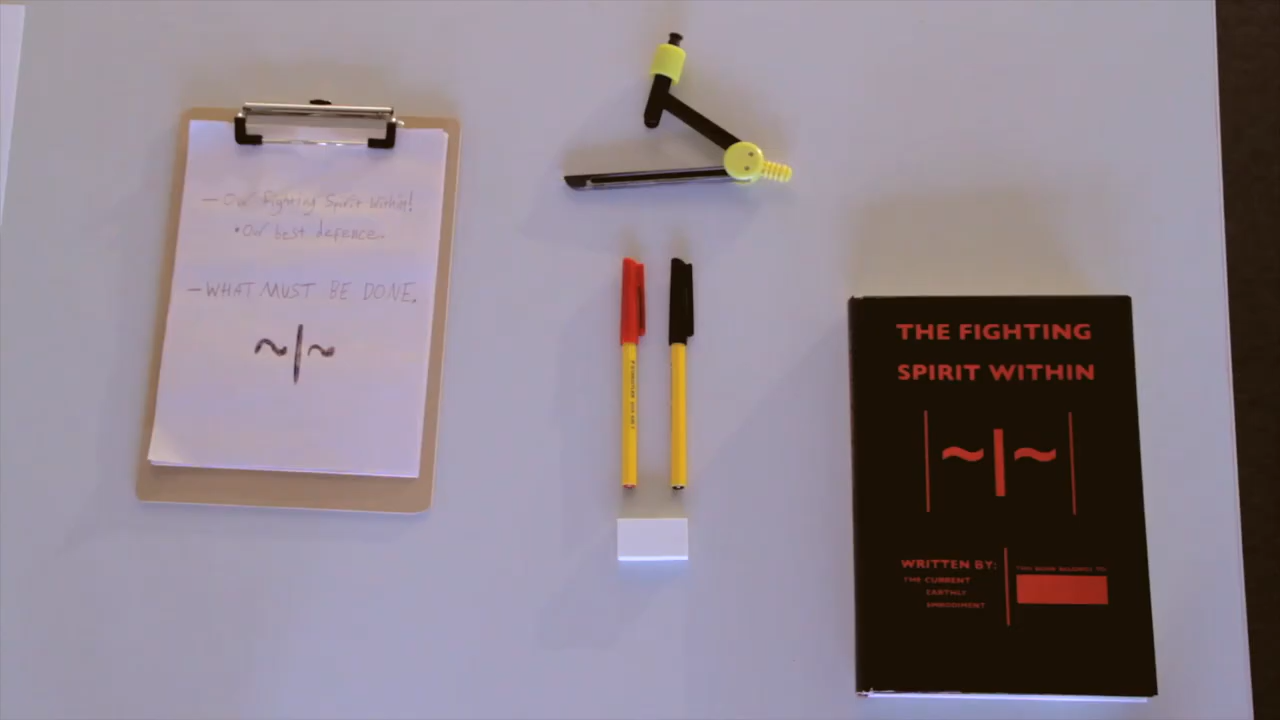 — Our Fighting Spirit Within!
• Our best defence.
— WHAT MUST BE DONE.
~|~
THE FIGHTING
SPIRIT WITHIN
|~|~|
WRITTEN BY:
THE CURRENT
EARTHLY
EMBODIMENT
THIS BOOK BELONGS TO: